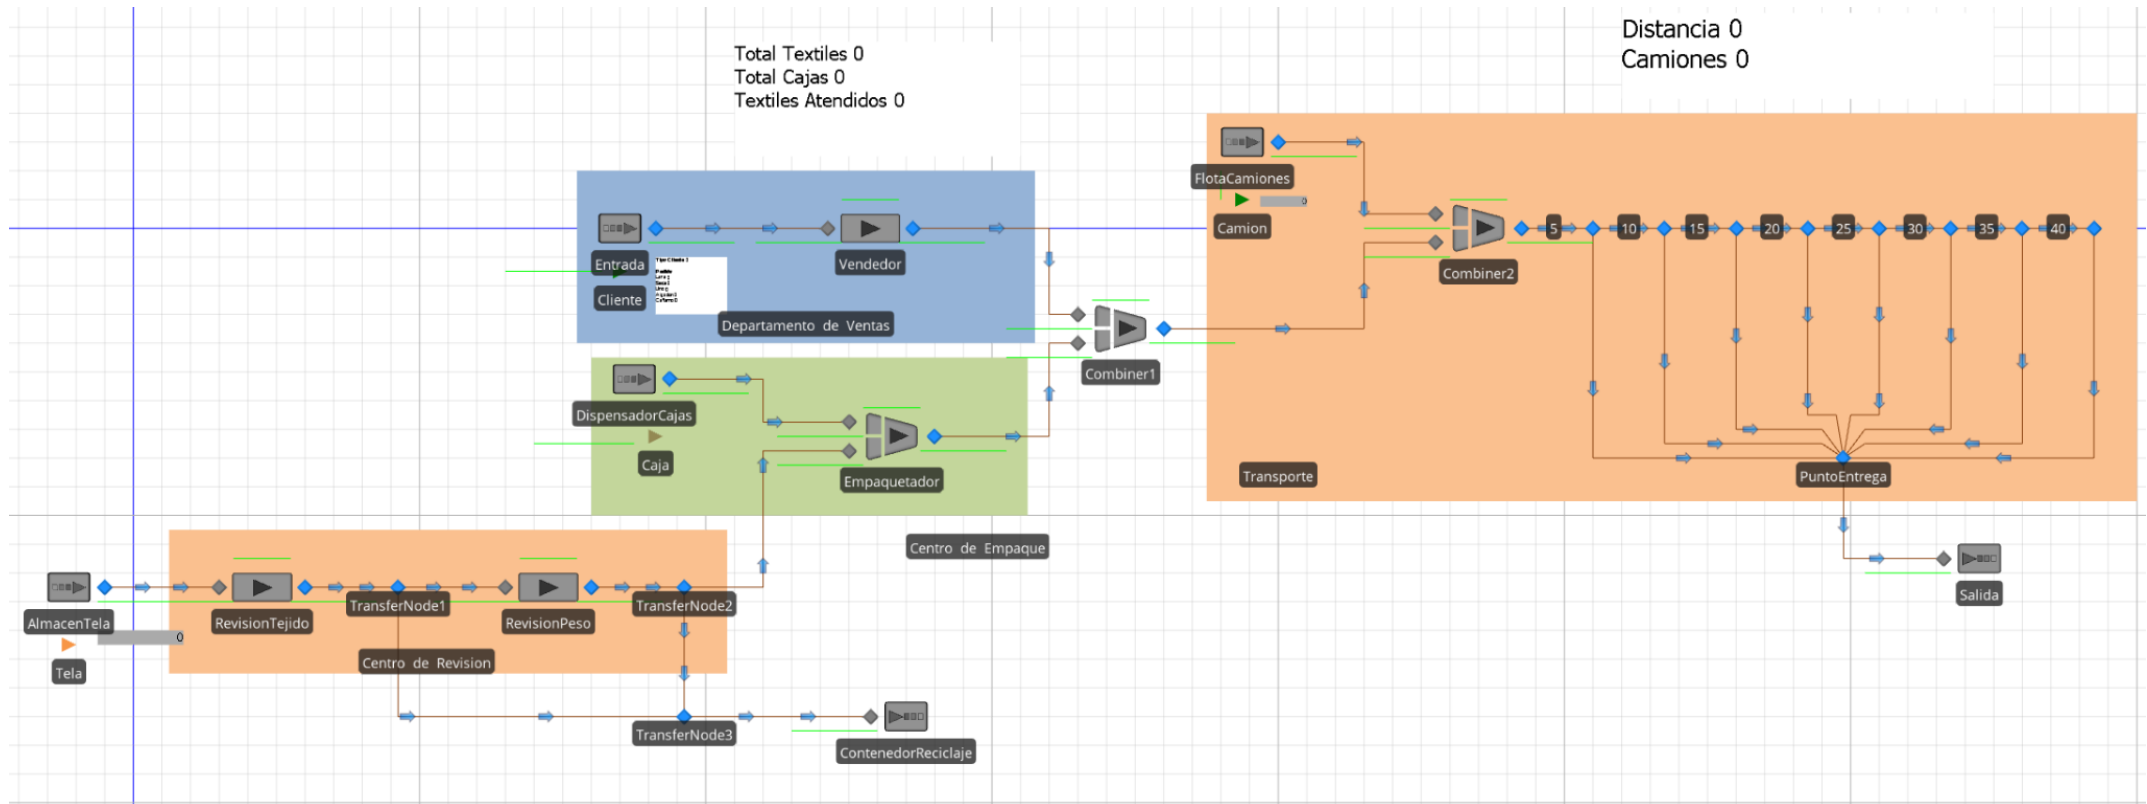 Distancia 0
Camiones 0
Total Textiles 0
Total Cajas 0
Textiles Atendidos 0
FlotaCamiones
0
Camion
Combiner2
5
10
15
20
25
30
35
40
Entrada
Vendedor
Cliente
Departamento de Ventas
Combiner1
DispensadorCajas
Caja
Empaquetador
Transporte
PuntoEntrega
Centro de Empaque
Salida
AlmacenTela
RevisionTejido
TransferNode1
RevisionPeso
TransferNode2
0
Tela
Centro de Revision
TransferNode3
ContenedorReciclaje